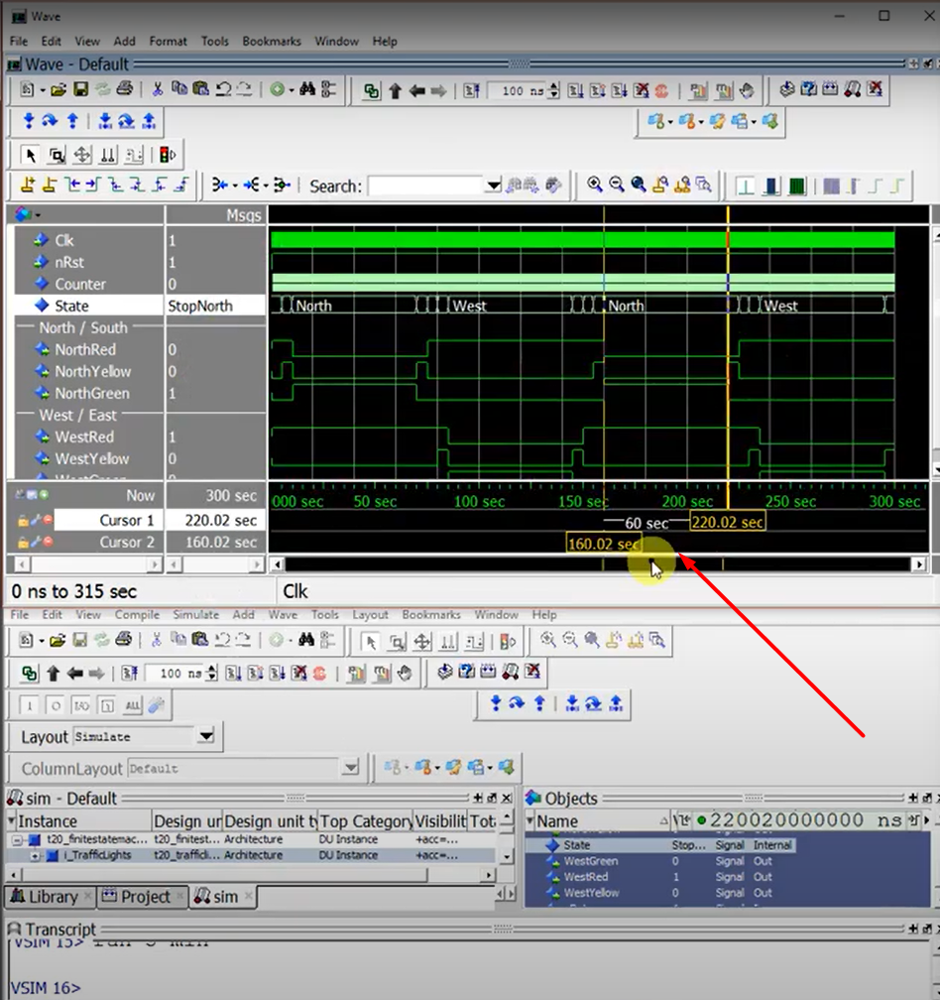 Wave
File Edit View Add Format Tools Bookmarks Window Help
Wave - Default
100 ns
Search:
Msgs
Clk 1
nRst 1
Counter 0
State StopNorth North West North West
North / South
NorthRed 0
NorthYellow 0
NorthGreen 1
West / East
WestRed 1
WestYellow 0
Now 300 sec 000 sec 50 sec 100 sec 150 sec 200 sec 250 sec 300 sec
Cursor 1 220.02 sec 60 sec 220.02 sec
Cursor 2 160.02 sec 160.02 sec
0 ns to 315 sec Clk
File Edit View Compile Simulate Add Wave Tools Layout Bookmarks Window Help
100 ns
ALL
Layout Simulate
ColumnLayout Default
sim - Default Objects
Instance Design ur Design unit ty Top Category Visibilit Tot
Name 220020000000 ns
t20_finitestatemac... t20_finitest... Architecture DU Instance +acc=...
i_TrafficLights t20_traffícli... Architecture DU Instance +acc=...
State Stop... Signal Internal
WestGreen 0 Signal Out
WestRed 1 Signal Out
WestYellow 0 Signal Out
Library Project sim
Transcript
VSIM 16>